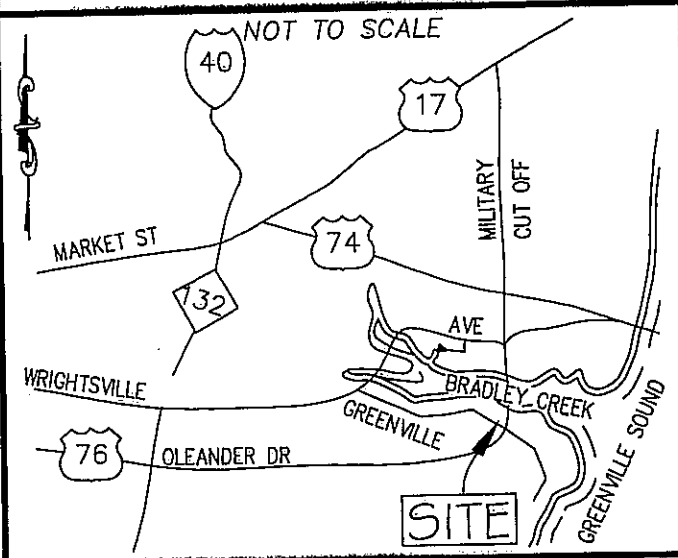 NOT TO SCALE
40
17
MILITARY
CUT OFF
MARKET ST
74
132
AVE
WRIGHTSVILLE
BRADLEY CREEK
GREENVILLE
GREENVILLE SOUND
76
OLEANDER DR
SITE